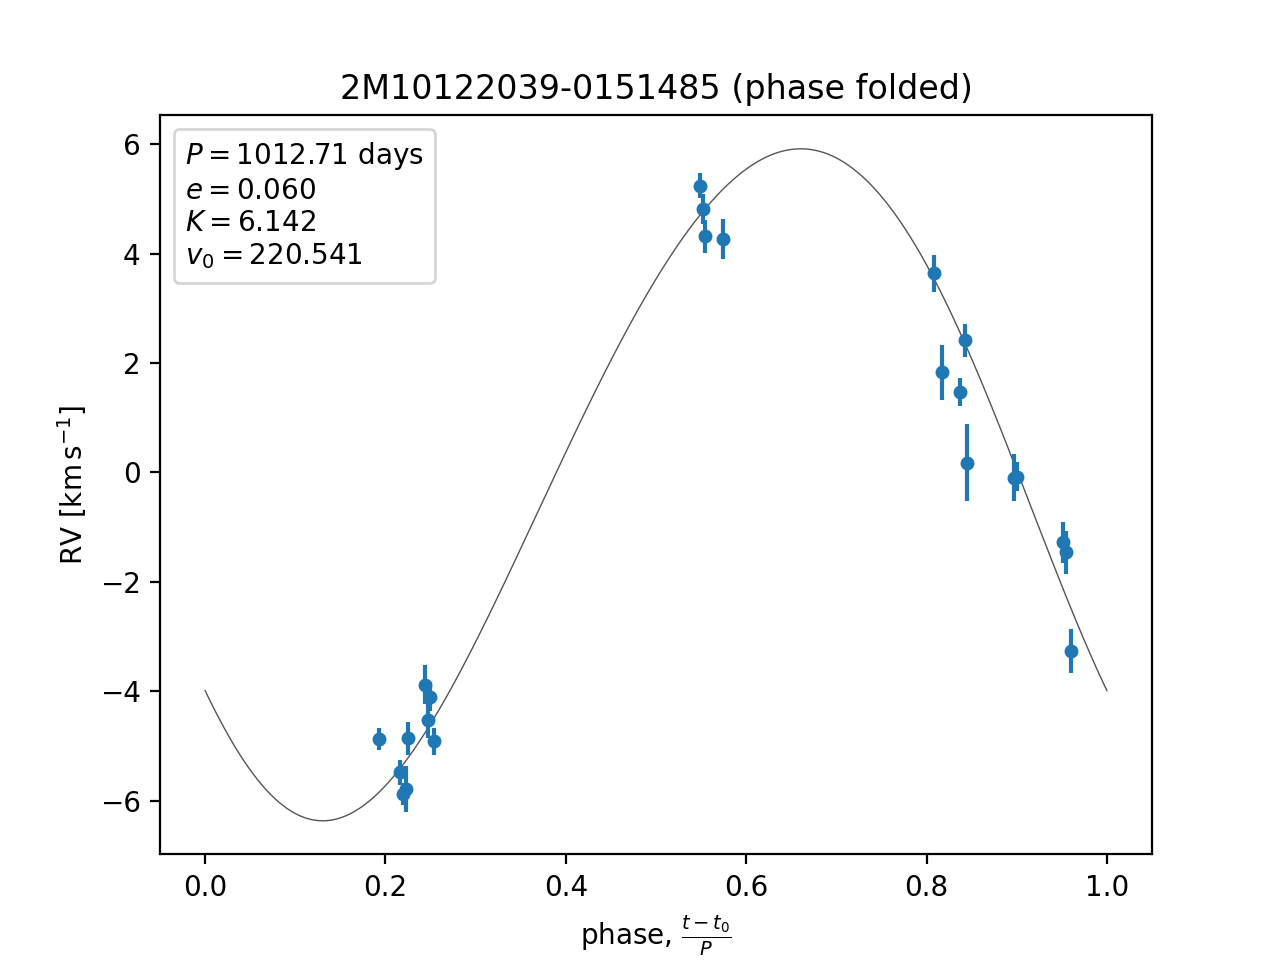 2M10122039-0151485 (phase folded)
P = 1012.71 days
e = 0.060
K = 6.142
v₀ = 220.541
RV [km s⁻¹]
6
4
2
0
−2
−4
−6
0.0 0.2 0.4 0.6 0.8 1.0
phase, (t − t₀)/P